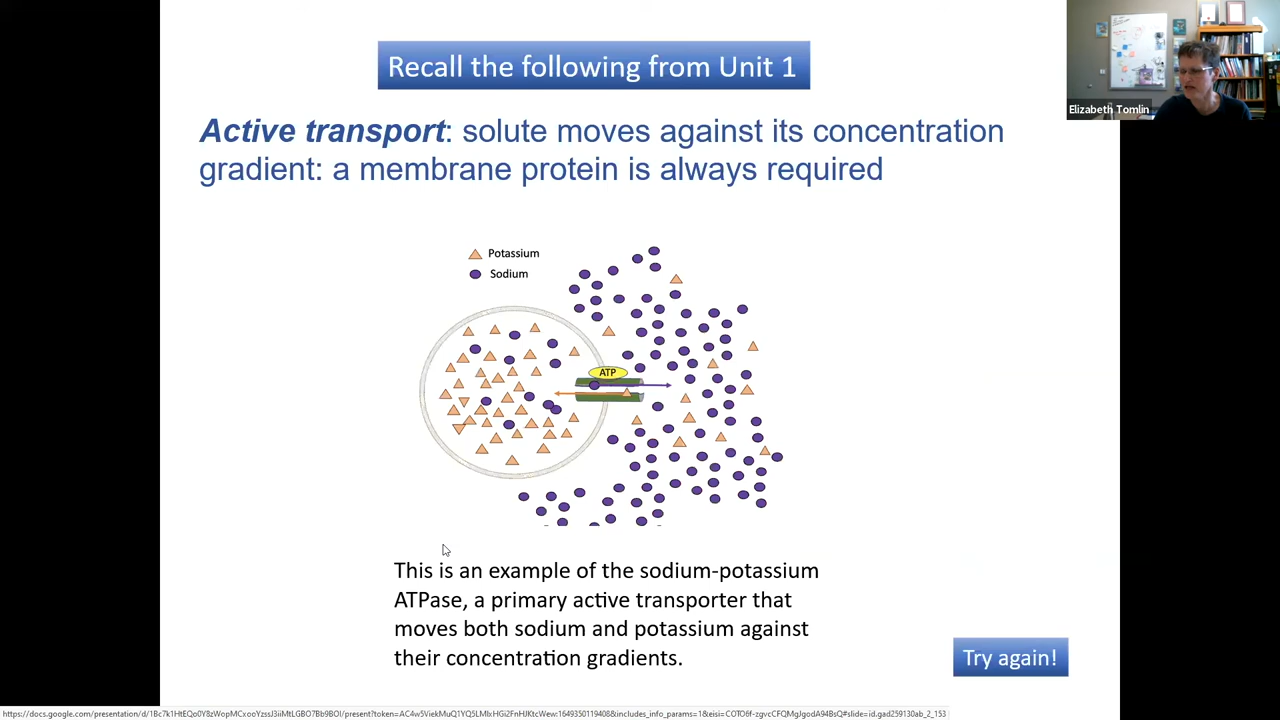 Recall the following from Unit 1
Elizabeth Tomlin
Active transport: solute moves against its concentration
gradient: a membrane protein is always required
Potassium
Sodium
ATP
This is an example of the sodium-potassium
ATPase, a primary active transporter that
moves both sodium and potassium against
their concentration gradients.
Try again!